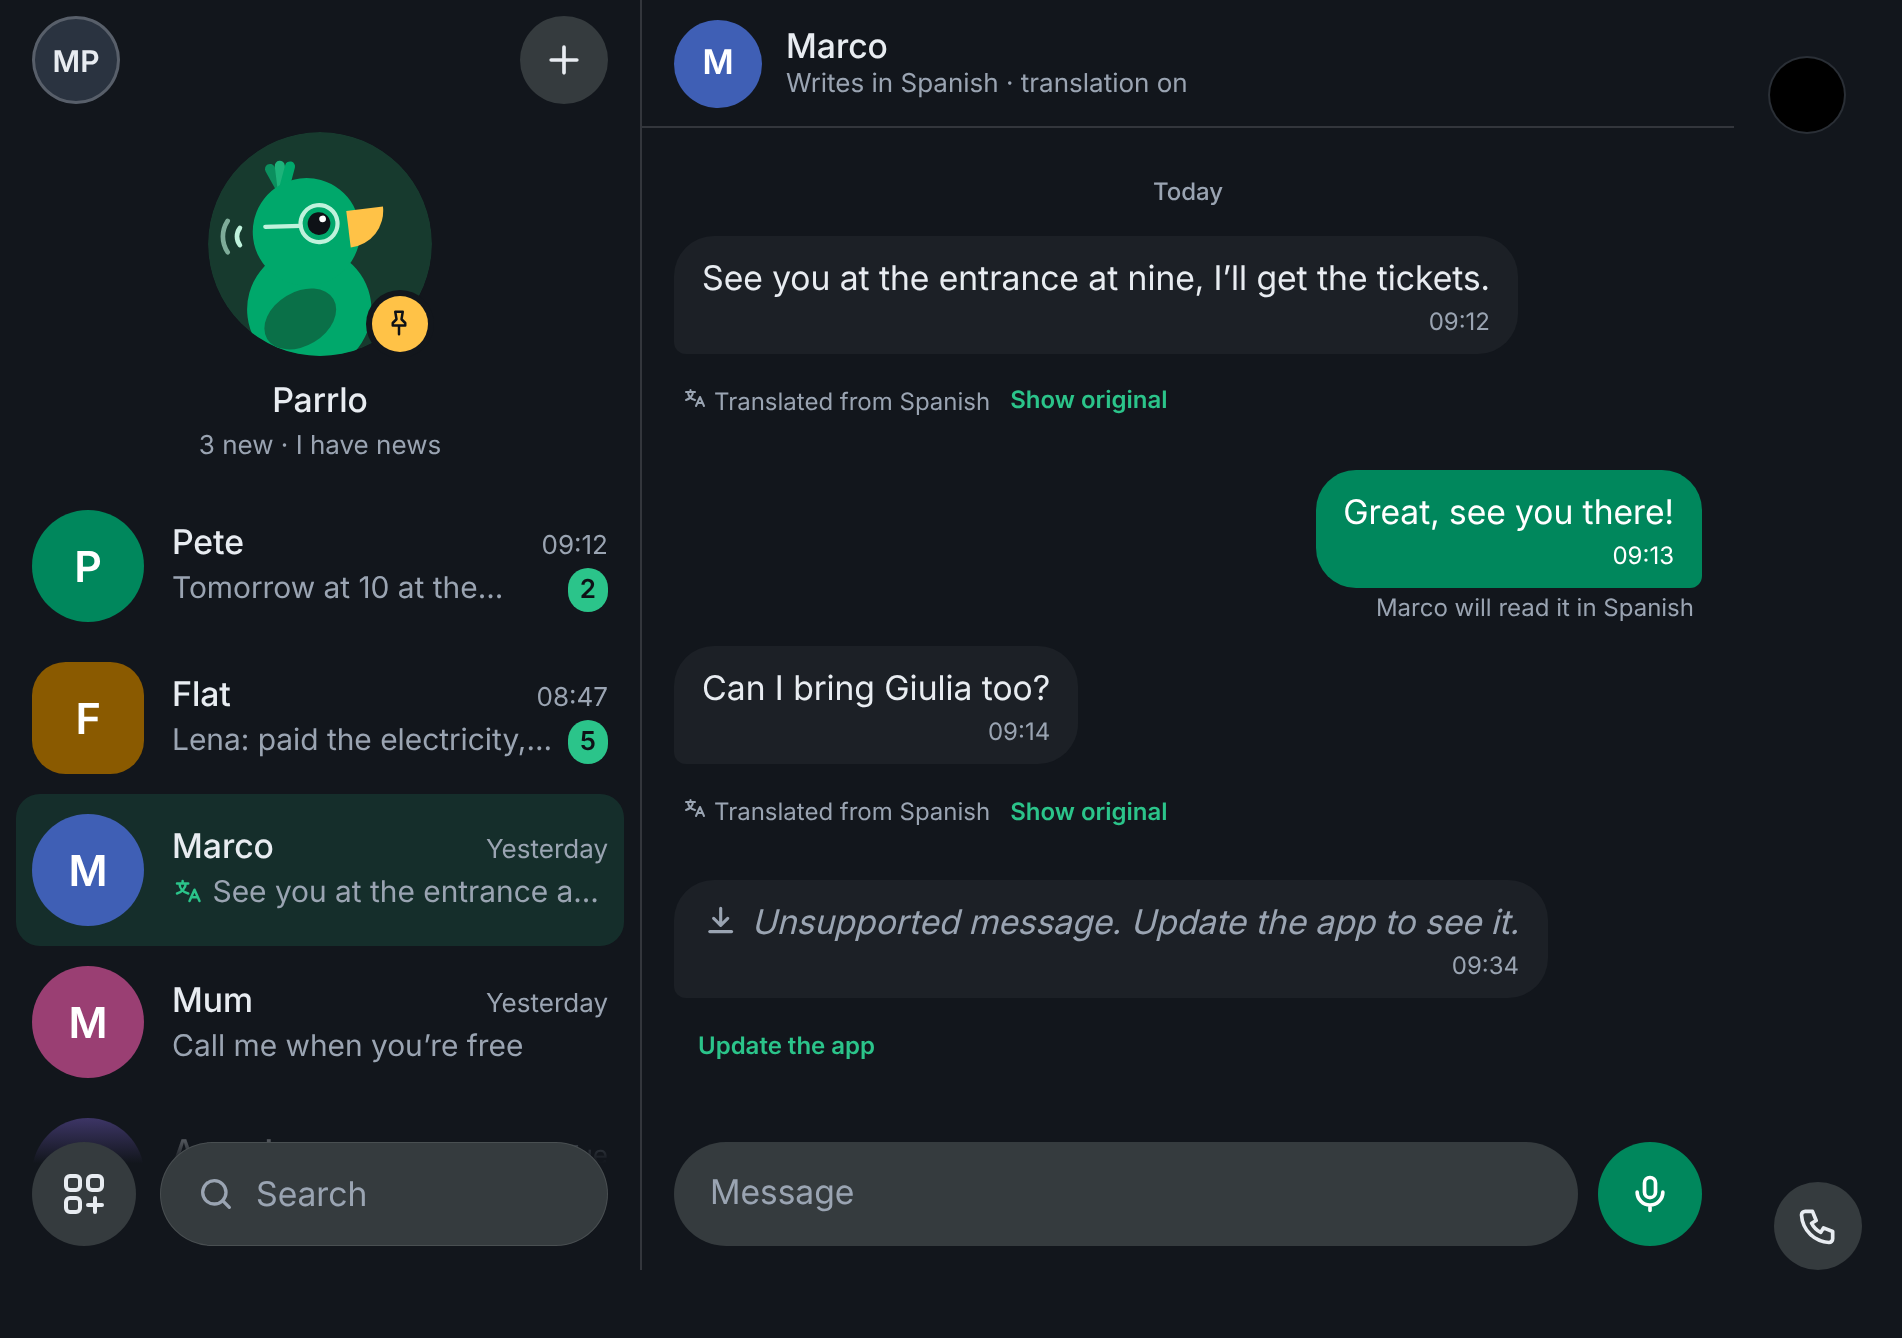 MP
Parrlo
3 new · I have news
P
Pete
09:12
Tomorrow at 10 at the...
2
F
Flat
08:47
Lena: paid the electricity,...
5
M
Marco
Yesterday
See you at the entrance a...
M
Mum
Yesterday
Call me when you’re free
Search
M
Marco
Writes in Spanish · translation on
Today
See you at the entrance at nine, I’ll get the tickets.
09:12
Translated from Spanish Show original
Great, see you there!
09:13
Marco will read it in Spanish
Can I bring Giulia too?
09:14
Translated from Spanish Show original
Unsupported message. Update the app to see it.
09:34
Update the app
Message